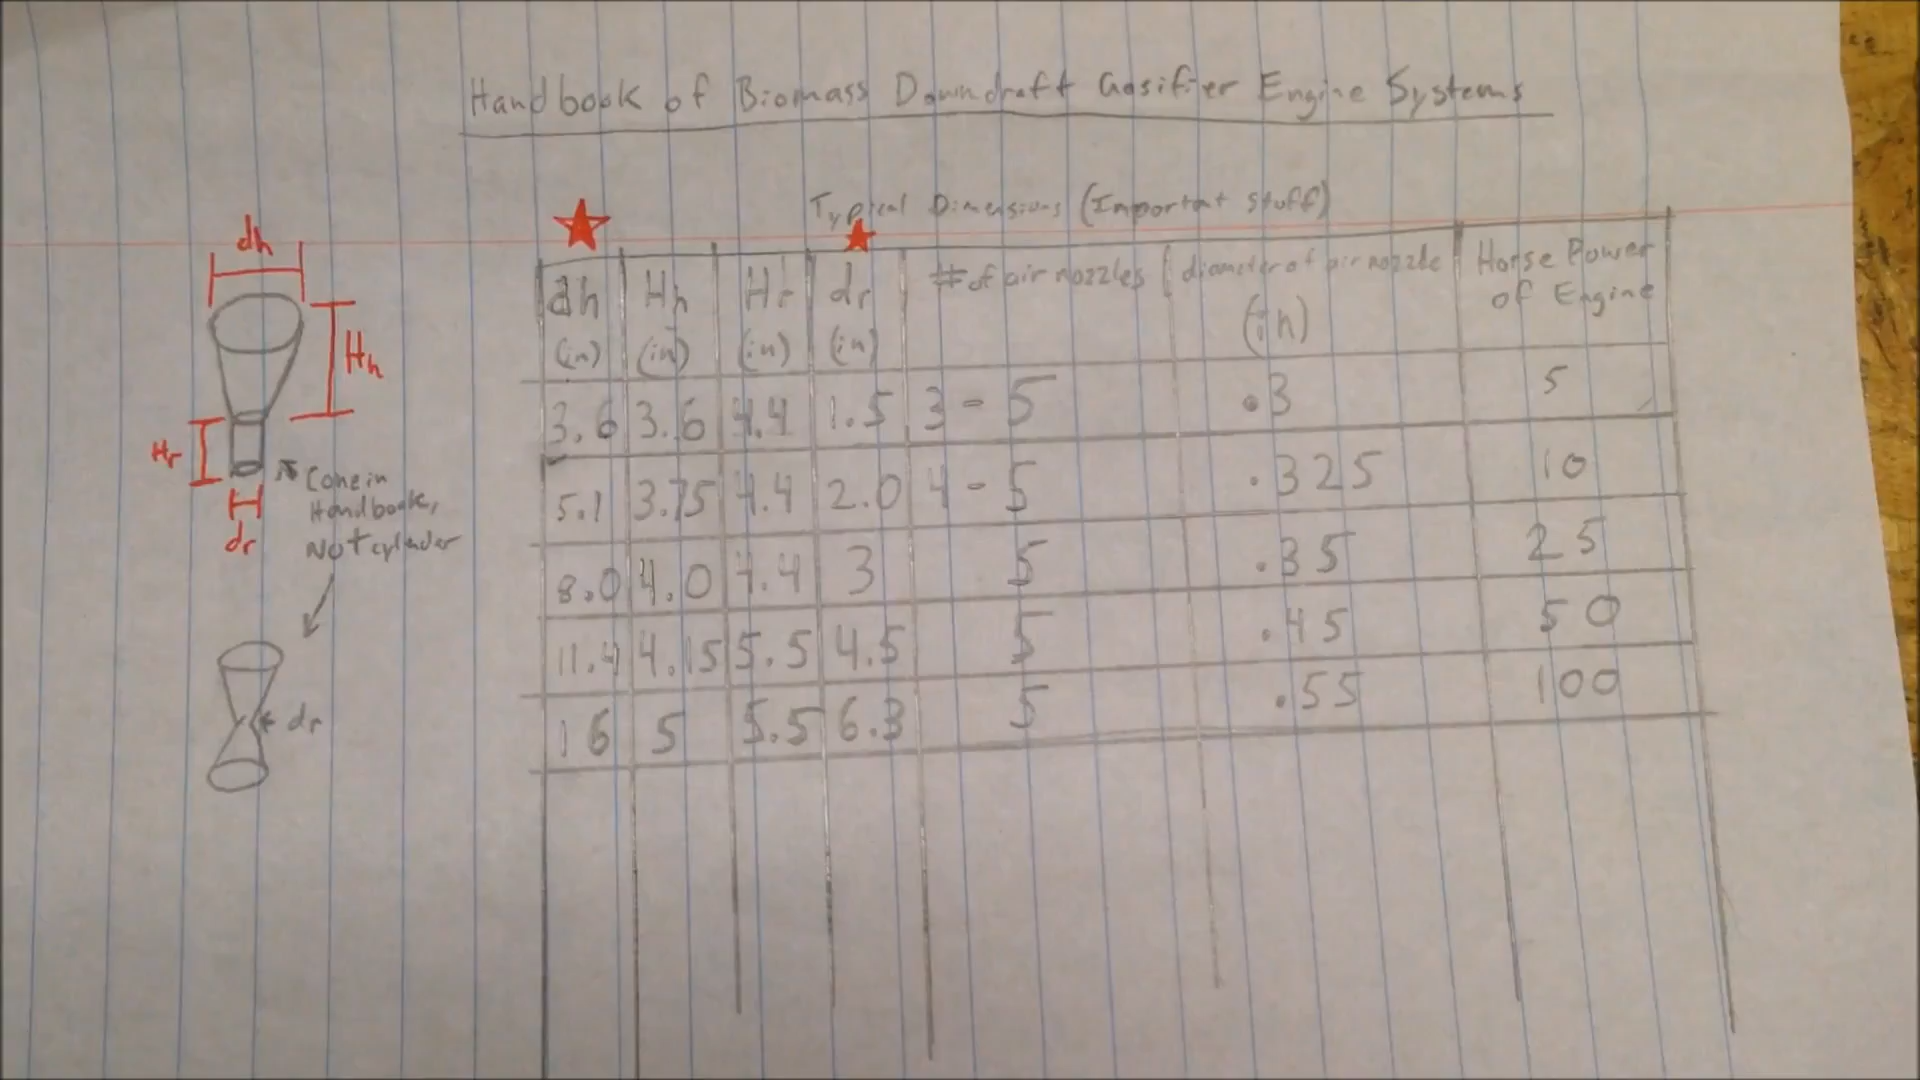 Handbook of Biomass Downdraft Gasifier Engine Systems
Typical Dimensions (Important stuff)
dh Hh Hr dr # of air nozzles diameter of air nozzle Horse Power
(in) (in) (in) (in) (in) of Engine
3.6 3.6 4.4 1.5 3 - 5 .3 5
5.1 3.75 4.4 2.0 4 - 5 .325 10
8.0 4.0 4.4 3 5 .35 25
11.4 4.15 5.5 4.5 5 .45 50
16 5 5.5 6.3 5 .55 100
dh
Hh
Hr
dr
Cone in
Handbook,
Not cylinder
dr